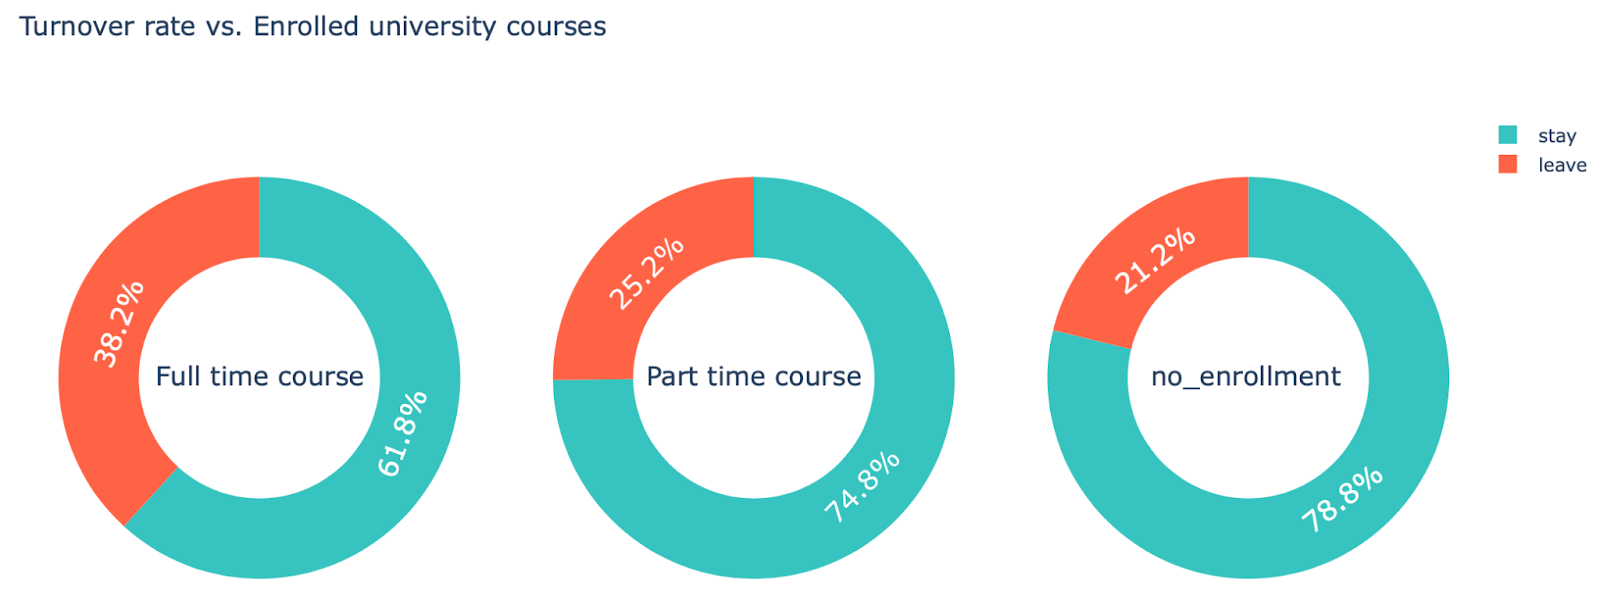 Turnover rate vs. Enrolled university courses
stay
leave
38.2%
Full time course
61.8%
25.2%
Part time course
74.8%
21.2%
no_enrollment
78.8%